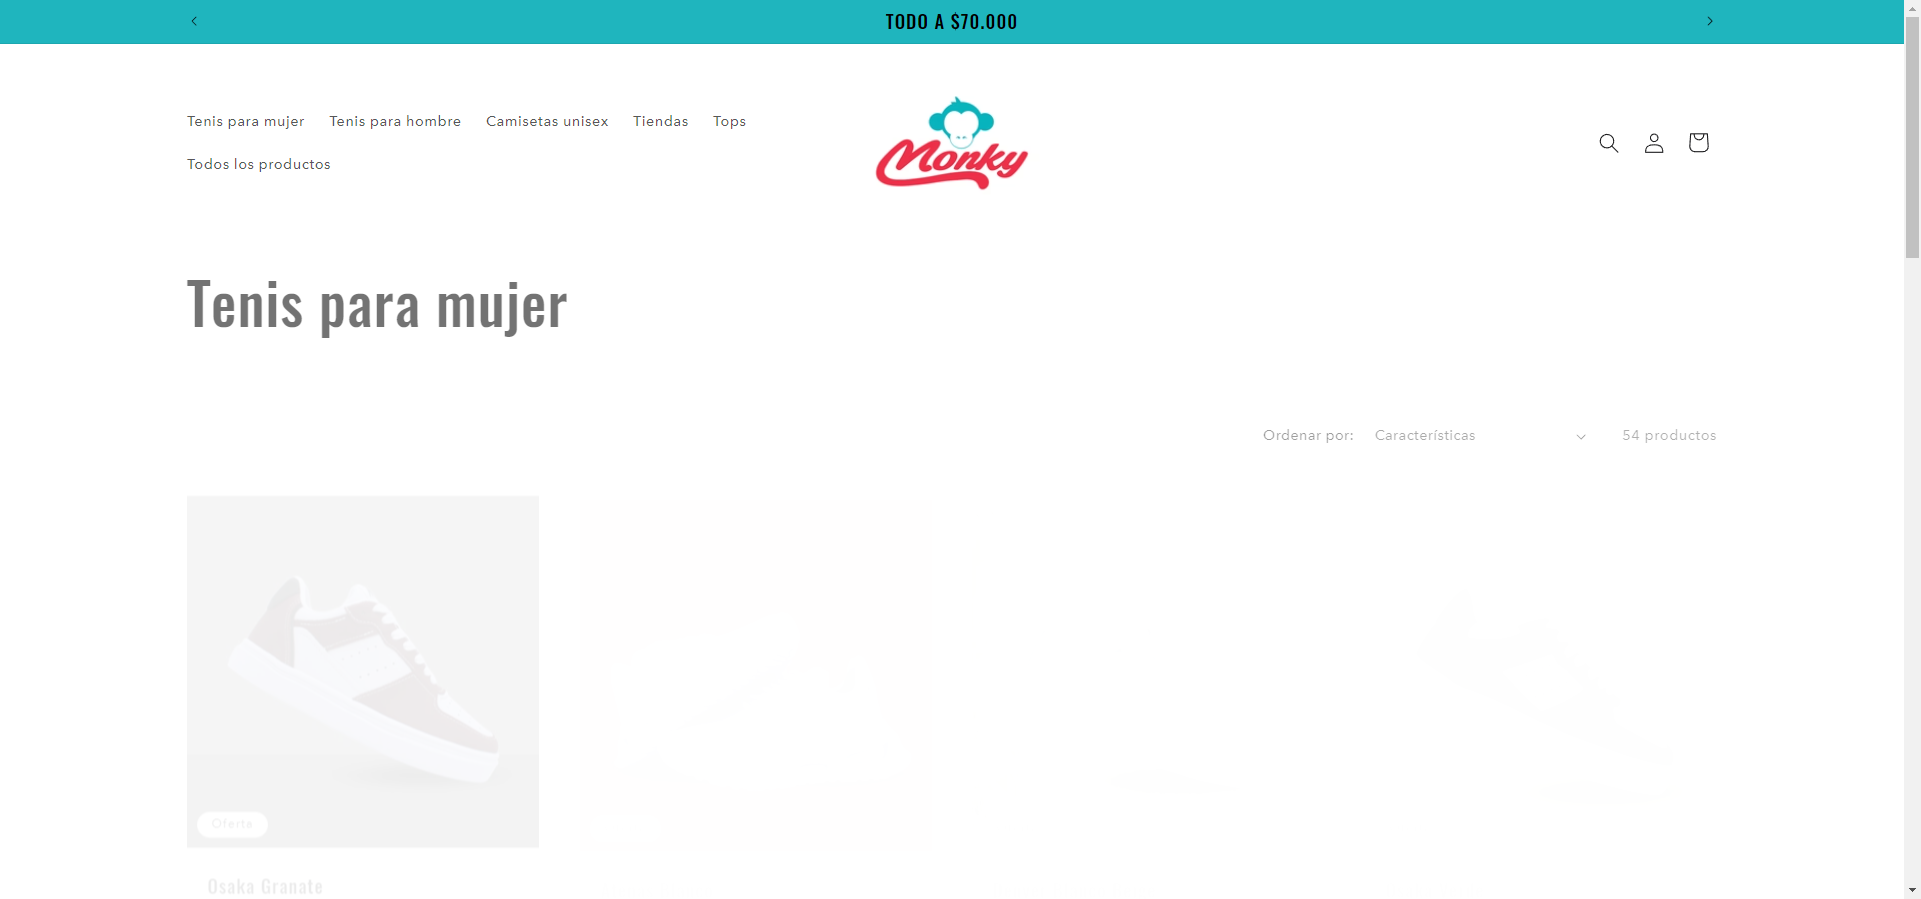 TODO A $70.000
Tenis para mujer
Tenis para hombre
Camisetas unisex
Tiendas
Tops
Todos los productos
Monky
Tenis para mujer
Ordenar por:
Características
54 productos
Oferta
Osaka Granate